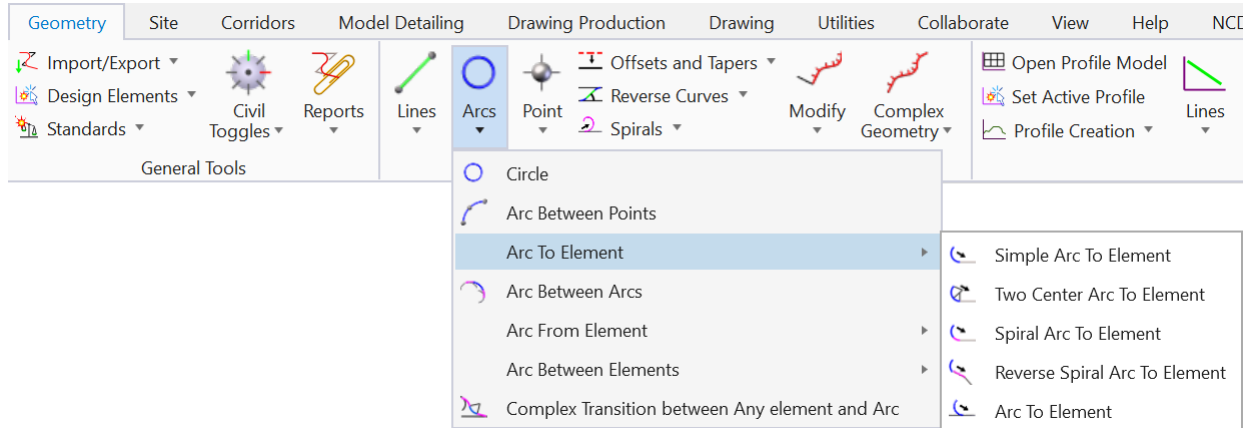 Geometry Site Corridors Model Detailing Drawing Production Drawing Utilities Collaborate View Help NCD
Import/Export
Design Elements
Standards
Civil Toggles
Reports
General Tools
Lines
Arcs
Point
Offsets and Tapers
Reverse Curves
Spirals
Modify
Complex Geometry
Open Profile Model
Set Active Profile
Profile Creation
Lines
Circle
Arc Between Points
Arc To Element
Arc Between Arcs
Arc From Element
Arc Between Elements
Complex Transition between Any element and Arc
Simple Arc To Element
Two Center Arc To Element
Spiral Arc To Element
Reverse Spiral Arc To Element
Arc To Element